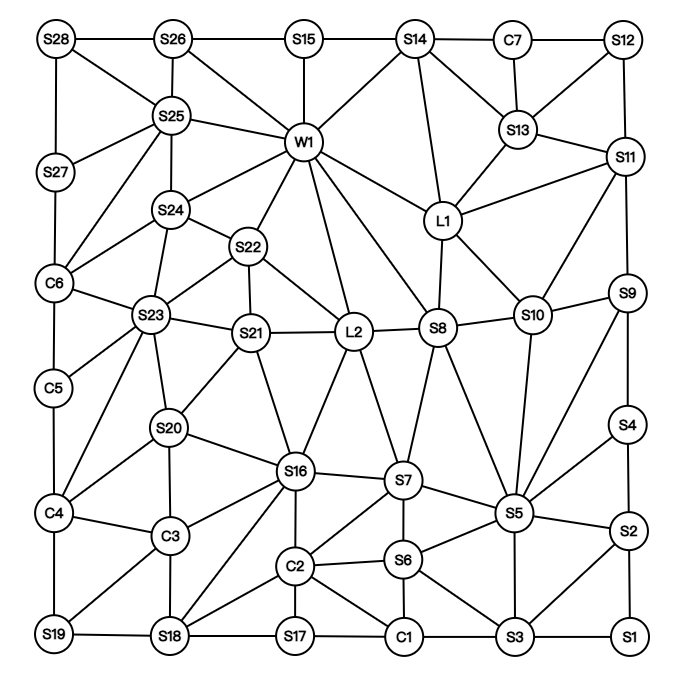 S28 S26 S15 S14 C7 S12
S25 S13
W1
S27 S11
S24 L1
S22
C6 S9
S23 S21 L2 S8 S10
C5
S20 S4
S16 S7
C4 C3 S5 S2
C2 S6
S19 S18 S17 C1 S3 S1